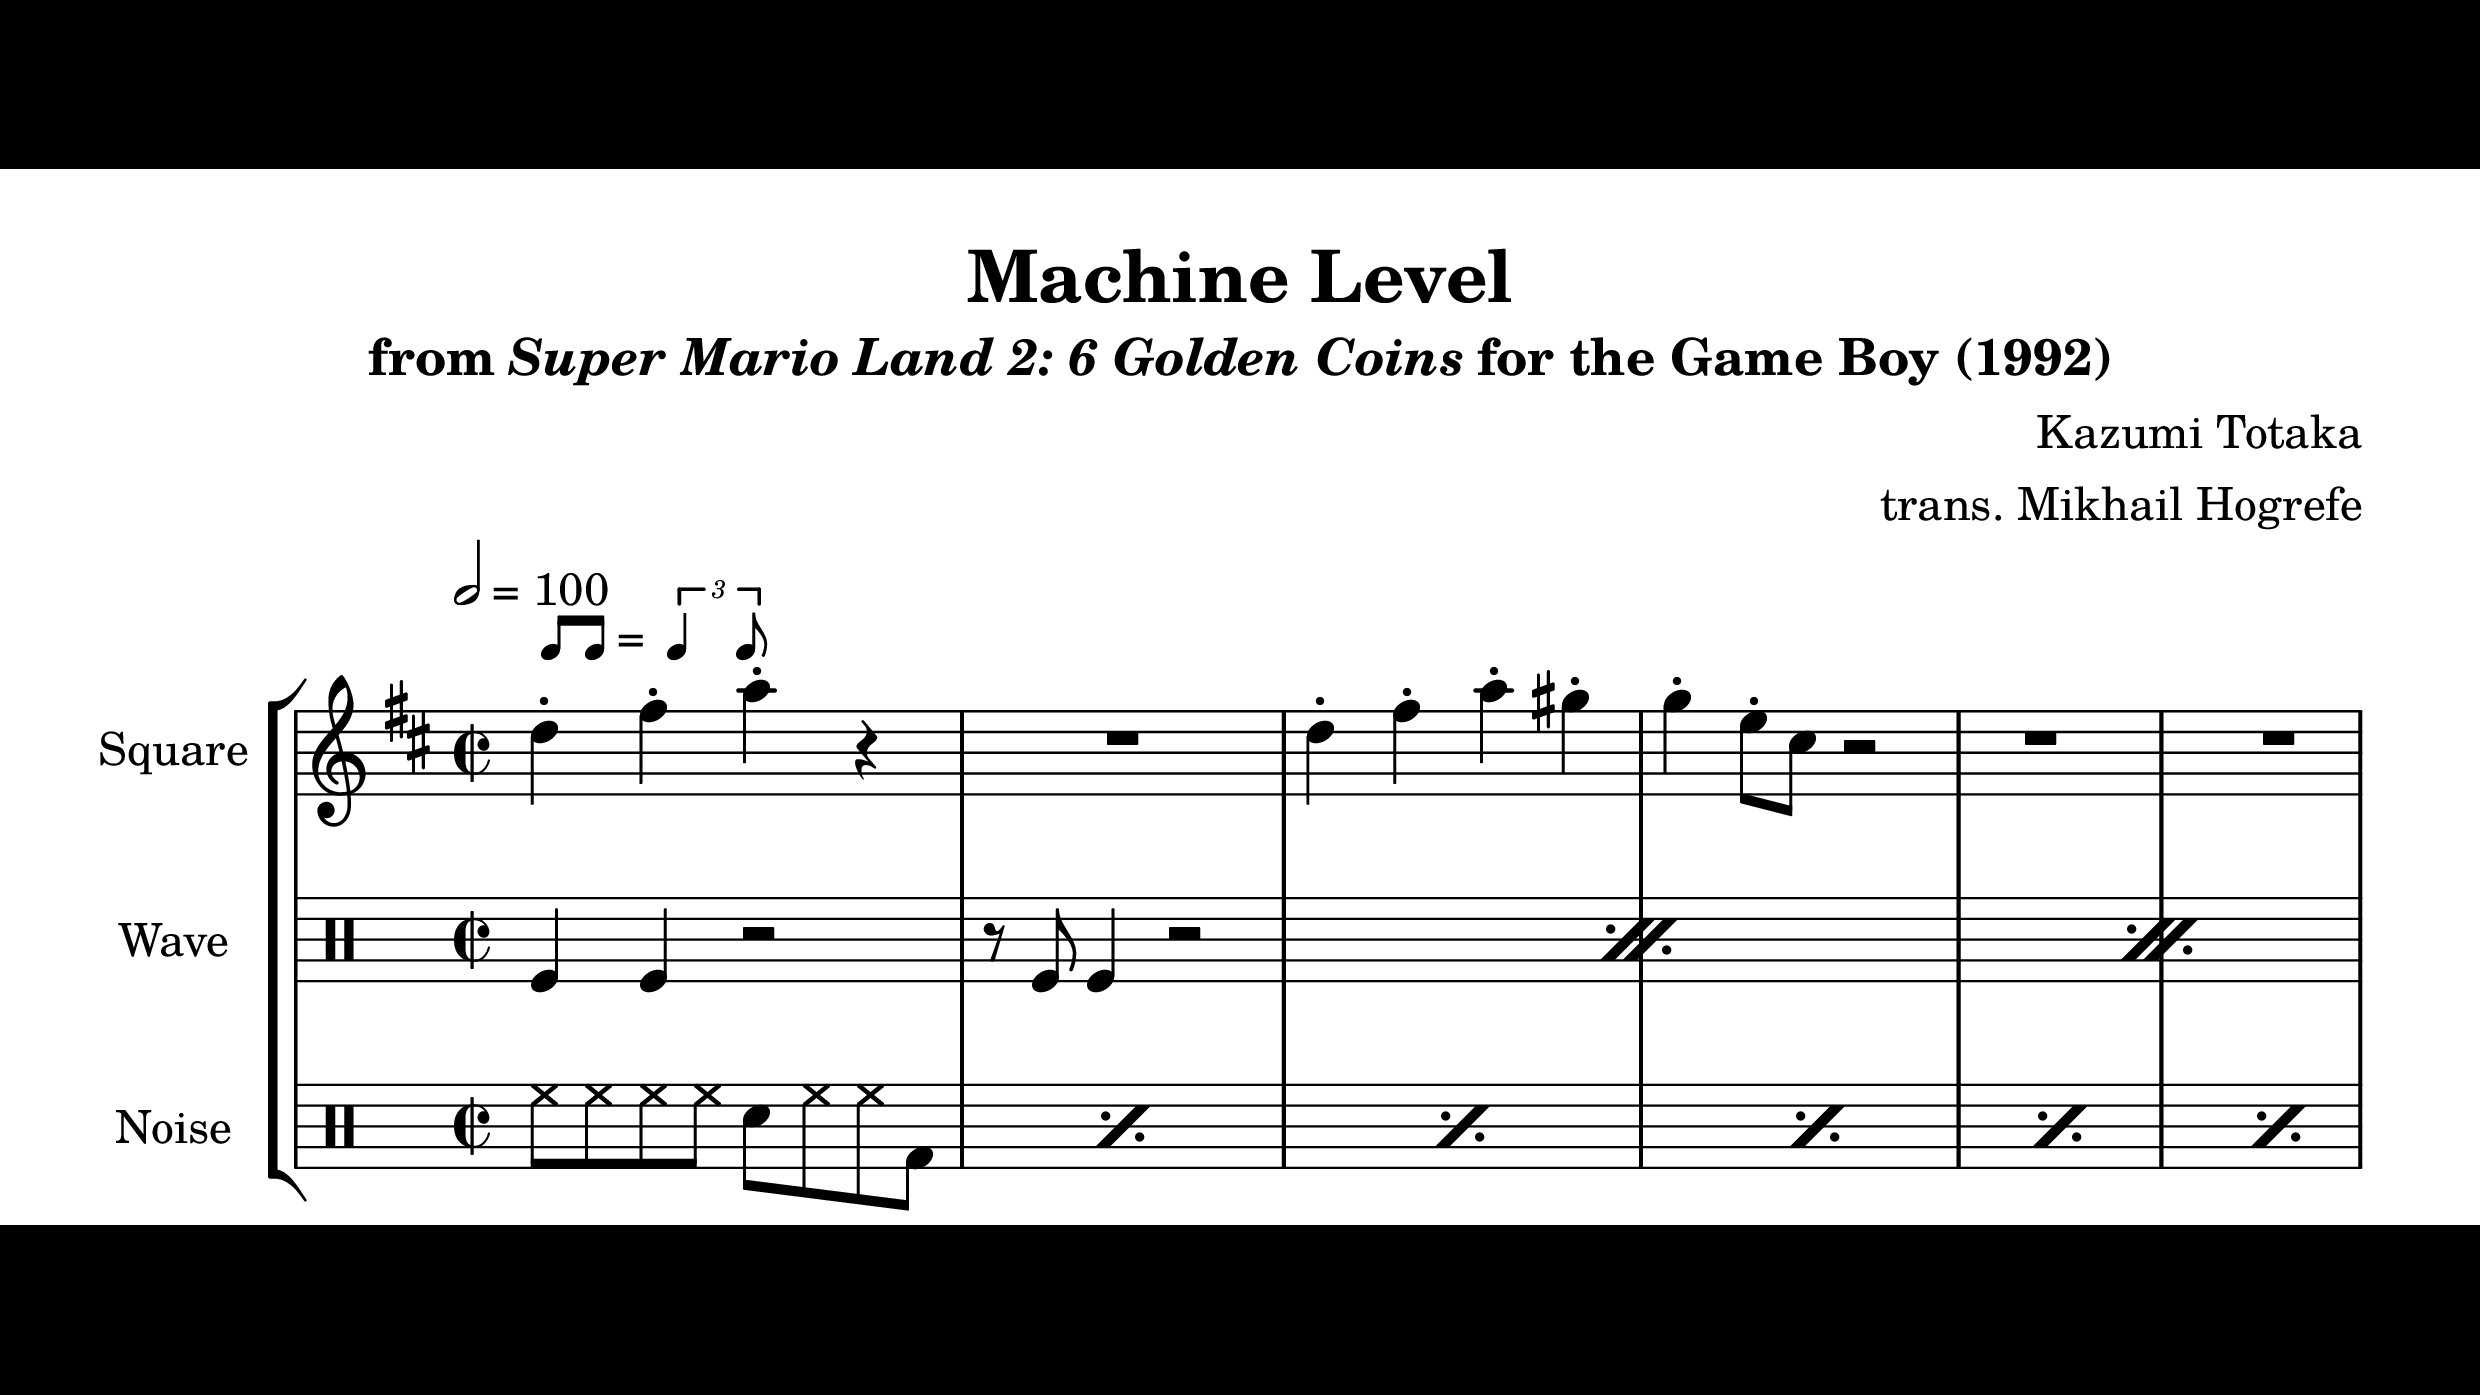 Machine Level
from Super Mario Land 2: 6 Golden Coins for the Game Boy (1992)
Kazumi Totaka
trans. Mikhail Hogrefe
= 100
3
=
Square
Wave
Noise